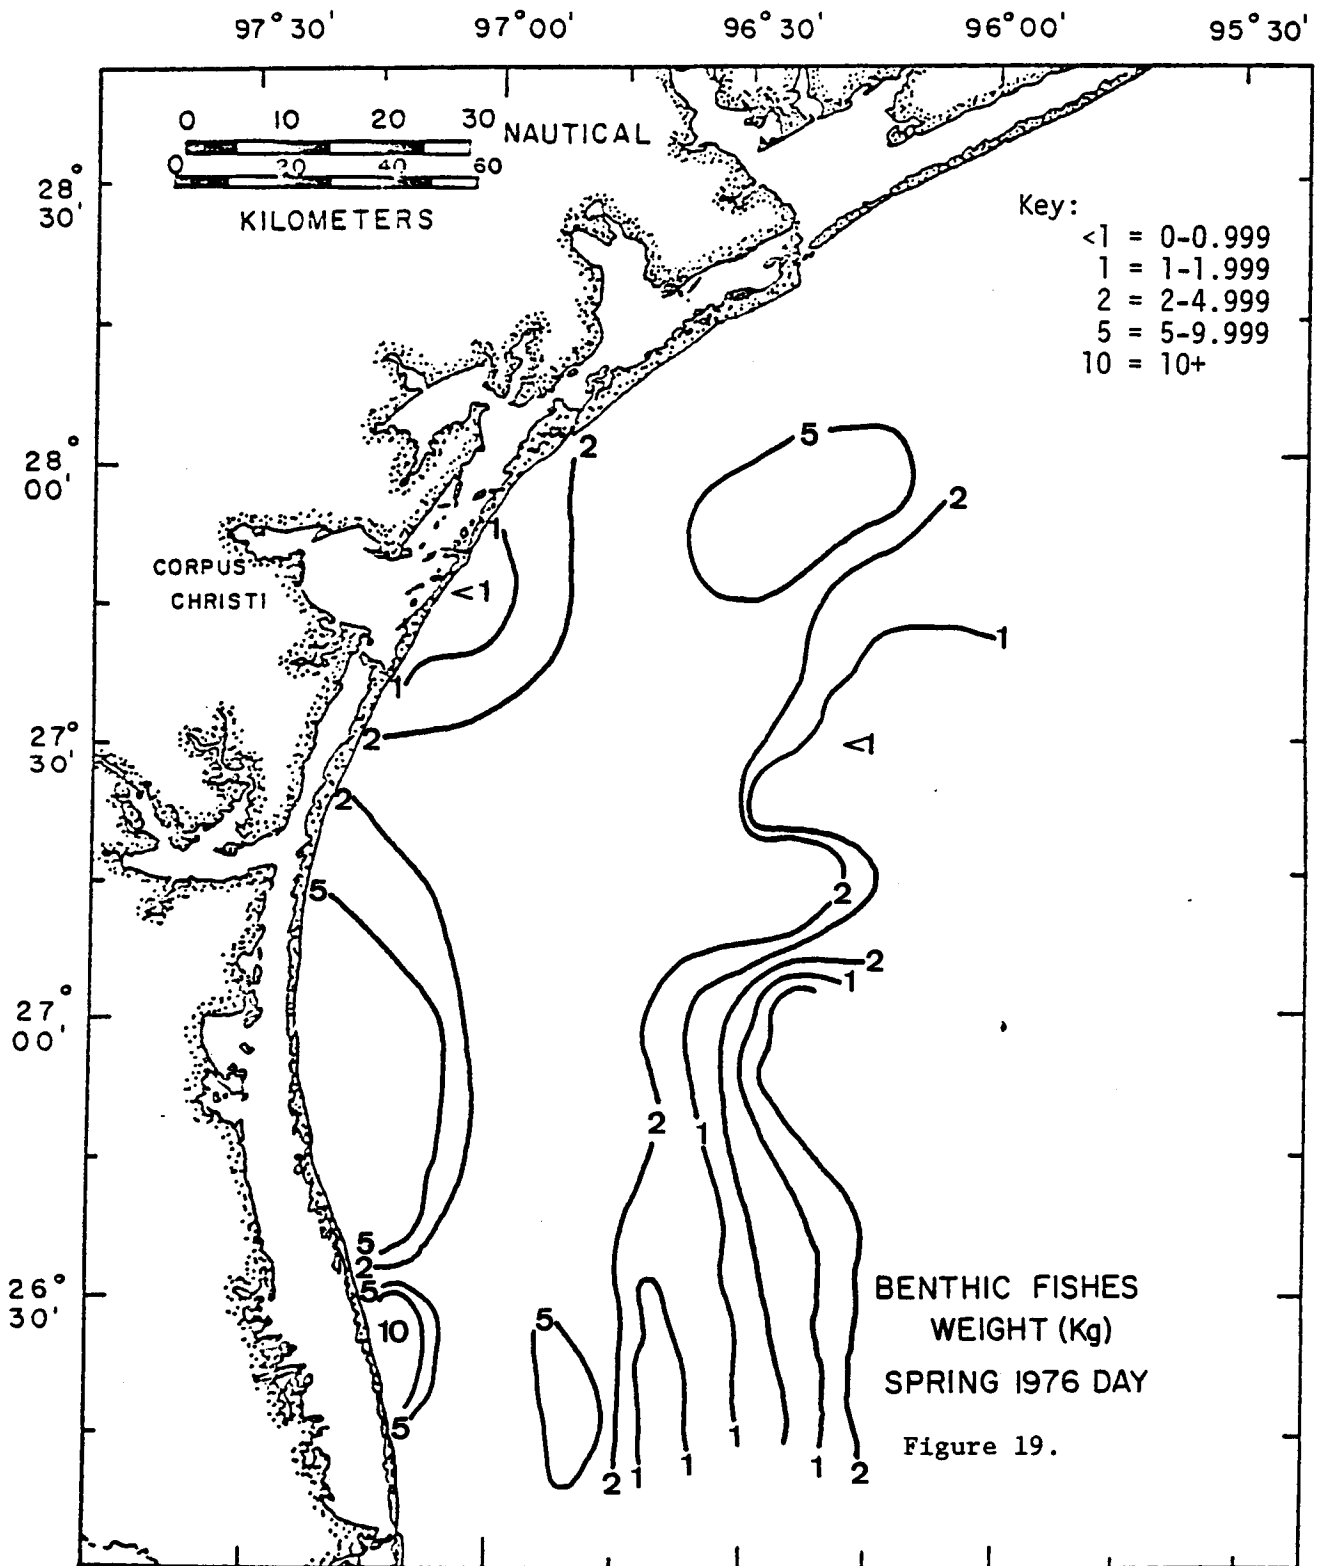 97°30' 97°00' 96°30' 96°00' 95°30'
0 10 20 30 NAUTICAL
0 20 40 60
KILOMETERS
28°
30'
Key:
<1 = 0-0.999
1 = 1-1.999
2 = 2-4.999
5 = 5-9.999
10 = 10+
2
5
28°
00'
2
1
CORPUS
CHRISTI
<1
1
1
2
27°
30'
<1
2
5
2
2
1
27°
00'
2
1
5
2
26°
30'
5
10
5
5
BENTHIC FISHES
WEIGHT (Kg)
SPRING 1976 DAY
Figure 19.
1
2
1
1
1
2